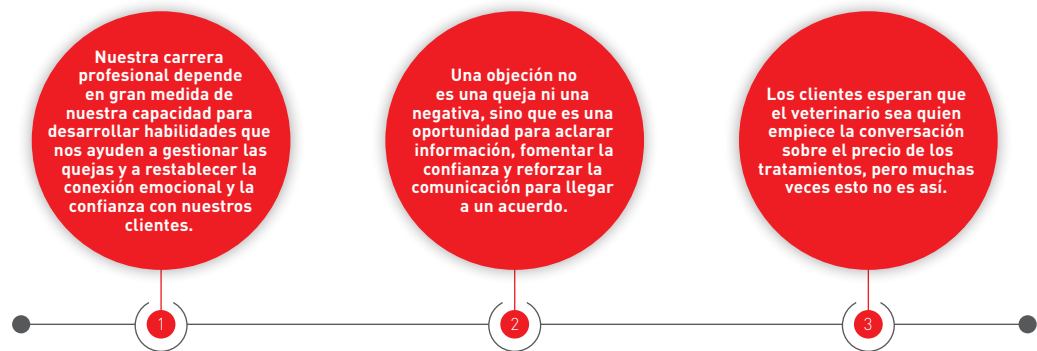 Nuestra carrera
profesional depende
en gran medida de
nuestra capacidad para
desarrollar habilidades que
nos ayuden a gestionar las
quejas y a restablecer la
conexión emocional y la
confianza con nuestros
clientes.
Una objeción no
es una queja ni una
negativa, sino que es una
oportunidad para aclarar
información, fomentar la
confianza y reforzar la
comunicación para llegar
a un acuerdo.
Los clientes esperan que
el veterinario sea quien
empiece la conversación
sobre el precio de los
tratamientos, pero muchas
veces esto no es así.
1
2
3